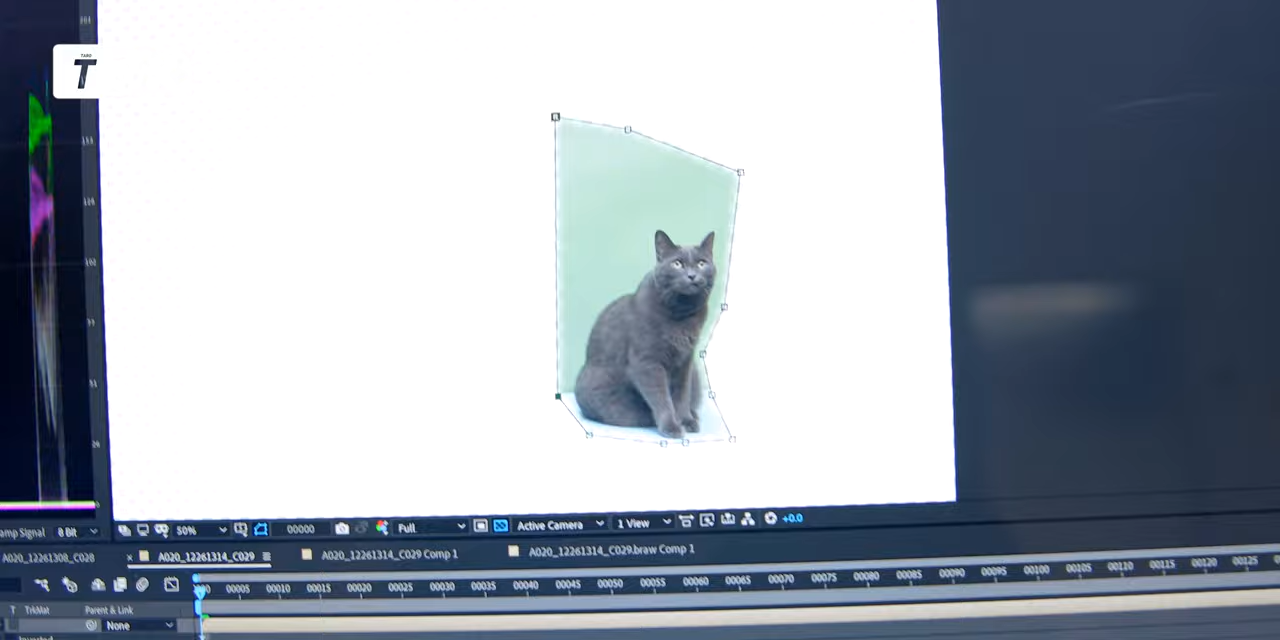 TARO
T
50%
00000
Full
Active Camera
1 View
+0.0
amp Signal
8 Bit
A020_12261308_C028
× A020_12261314_C029
A020_12261314_C029 Comp 1
A020_12261314_C029.braw Comp 1
00005 00010 00015 00020 00025 00030 00035 00040 00045 00050 00055 00060 00065 00070 00075 00080 00085 00090 00095 00100 00105 00110 00115 00120 00125
T TrkMat Parent & Link
None